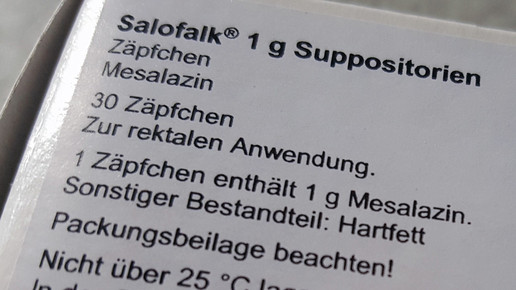 Salofalk® 1 g Suppositorien
Zäpfchen
Mesalazin
30 Zäpfchen
Zur rektalen Anwendung.
1 Zäpfchen enthält 1 g Mesalazin.
Sonstiger Bestandteil: Hartfett
Packungsbeilage beachten!
Nicht über 25 °C
In